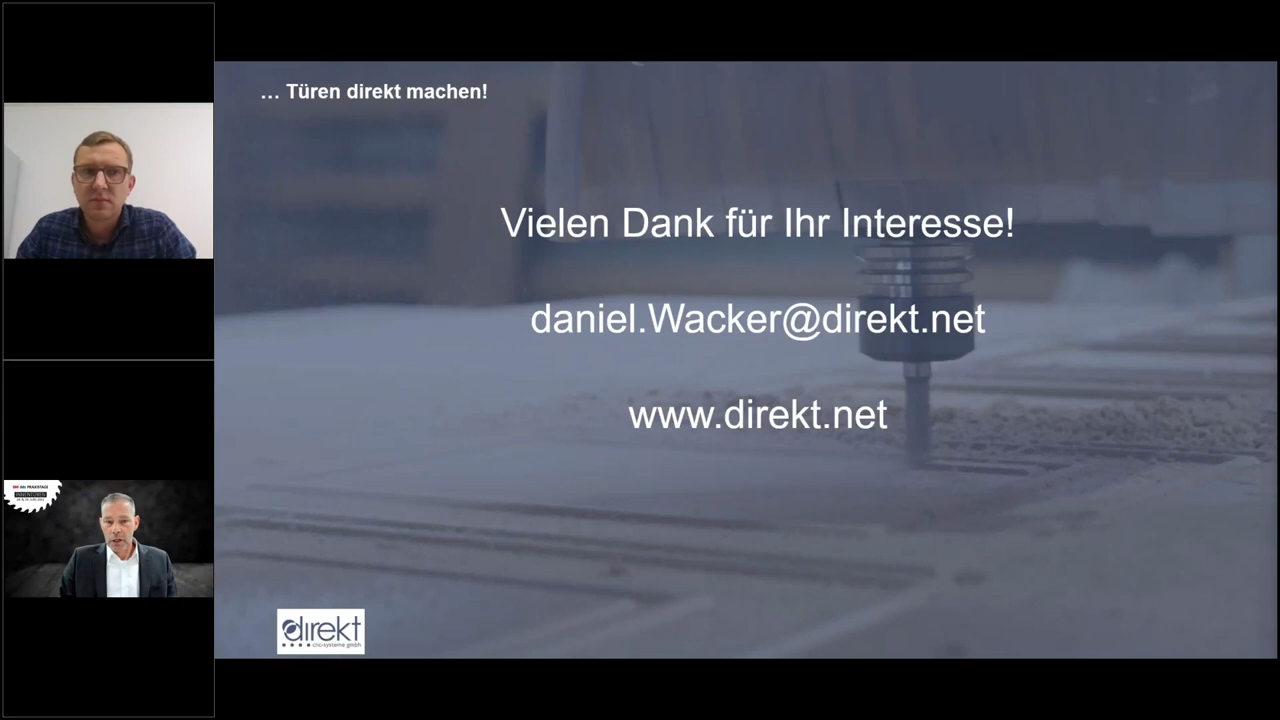 … Türen direkt machen!
Vielen Dank für Ihr Interesse!
daniel.Wacker@direkt.net
www.direkt.net
direkt
cnc-systeme gmbh
PRAXISTAGE